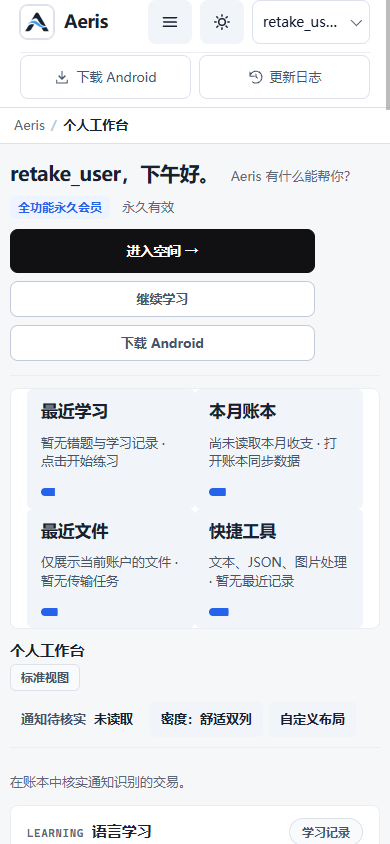 Aeris
retake_us...
下载 Android
更新日志
Aeris / 个人工作台
retake_user，下午好。 Aeris 有什么能帮你?
全功能永久会员 永久有效
进入空间 →
继续学习
下载 Android
最近学习
暂无错题与学习记录 ·
点击开始练习
本月账本
尚未读取本月收支 · 打
开账本同步数据
最近文件
仅展示当前账户的文件 ·
暂无传输任务
快捷工具
文本、JSON、图片处理
· 暂无最近记录
个人工作台
标准视图
通知待核实 未读取 密度：舒适双列 自定义布局
在账本中核实通知识别的交易。
LEARNING 语言学习 学习记录